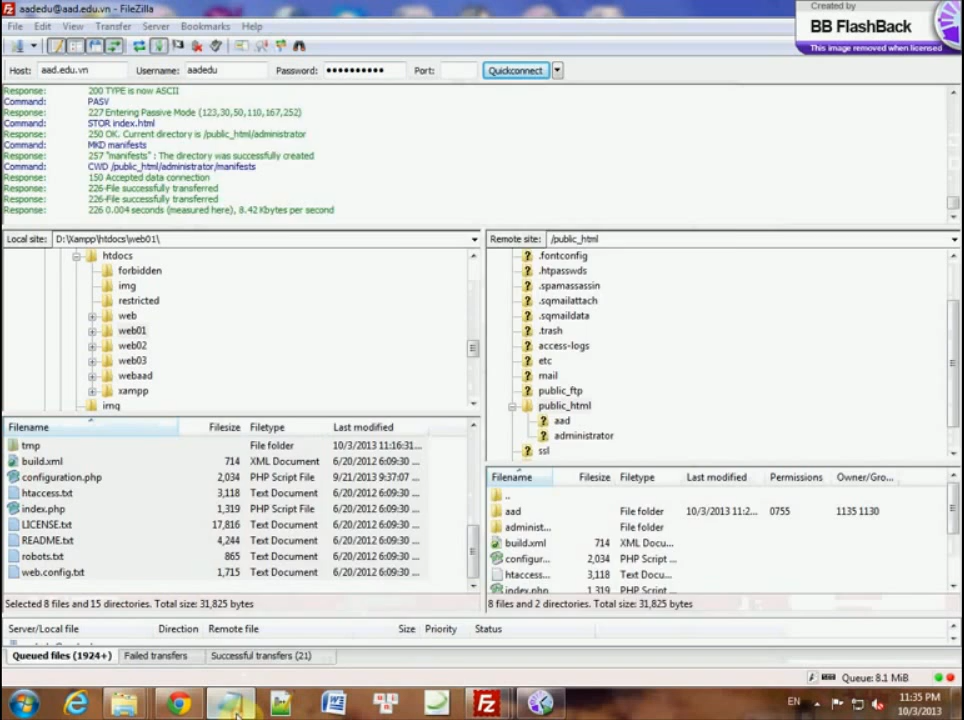 aadedu@aad.edu.vn - FileZilla
Created by
BB FlashBack
This image removed when licensed
File Edit View Transfer Server Bookmarks Help
Host: aad.edu.vn Username: aadedu Password: ●●●●●●●●●● Port: Quickconnect
Response: 200 TYPE is now ASCII
Command: PASV
Response: 227 Entering Passive Mode (123,30,50,110,167,252)
Command: STOR index.html
Response: 250 OK. Current directory is /public_html/administrator
Command: MKD manifests
Response: 257 "manifests" : The directory was successfully created
Command: CWD /public_html/administrator/manifests
Response: 150 Accepted data connection
Response: 226-File successfully transferred
Response: 226-File successfully transferred
Response: 226 0.004 seconds (measured here), 8.42 Kbytes per second
Local site: D:\Xampp\htdocs\web01\
htdocs
forbidden
img
restricted
web
web01
web02
web03
webaad
xampp
img
Filename Filesize Filetype Last modified
tmp File folder 10/3/2013 11:16:31...
build.xml 714 XML Document 6/20/2012 6:09:30 ...
configuration.php 2,034 PHP Script File 9/21/2013 9:37:07 ...
htaccess.txt 3,118 Text Document 6/20/2012 6:09:30 ...
index.php 1,319 PHP Script File 6/20/2012 6:09:30 ...
LICENSE.txt 17,816 Text Document 6/20/2012 6:09:30 ...
README.txt 4,244 Text Document 6/20/2012 6:09:30 ...
robots.txt 865 Text Document 6/20/2012 6:09:30 ...
web.config.txt 1,715 Text Document 6/20/2012 6:09:30 ...
Selected 8 files and 15 directories. Total size: 31,825 bytes
Remote site: /public_html
.fontconfig
.htpasswds
.spamassassin
.sqmailattach
.sqmaildata
.trash
access-logs
etc
mail
public_ftp
public_html
aad
administrator
ssl
Filename Filesize Filetype Last modified Permissions Owner/Gro...
..
aad File folder 10/3/2013 11:2... 0755 1135 1130
administ... File folder
build.xml 714 XML Docu...
configur... 2,034 PHP Script ...
htaccess... 3,118 Text Docu...
index.php 1,319 PHP Script ...
8 files and 2 directories. Total size: 31,825 bytes
Server/Local file Direction Remote file Size Priority Status
Queued files (1924+) Failed transfers Successful transfers (21)
Queue: 8.1 MiB
EN
11:35 PM
10/3/2013